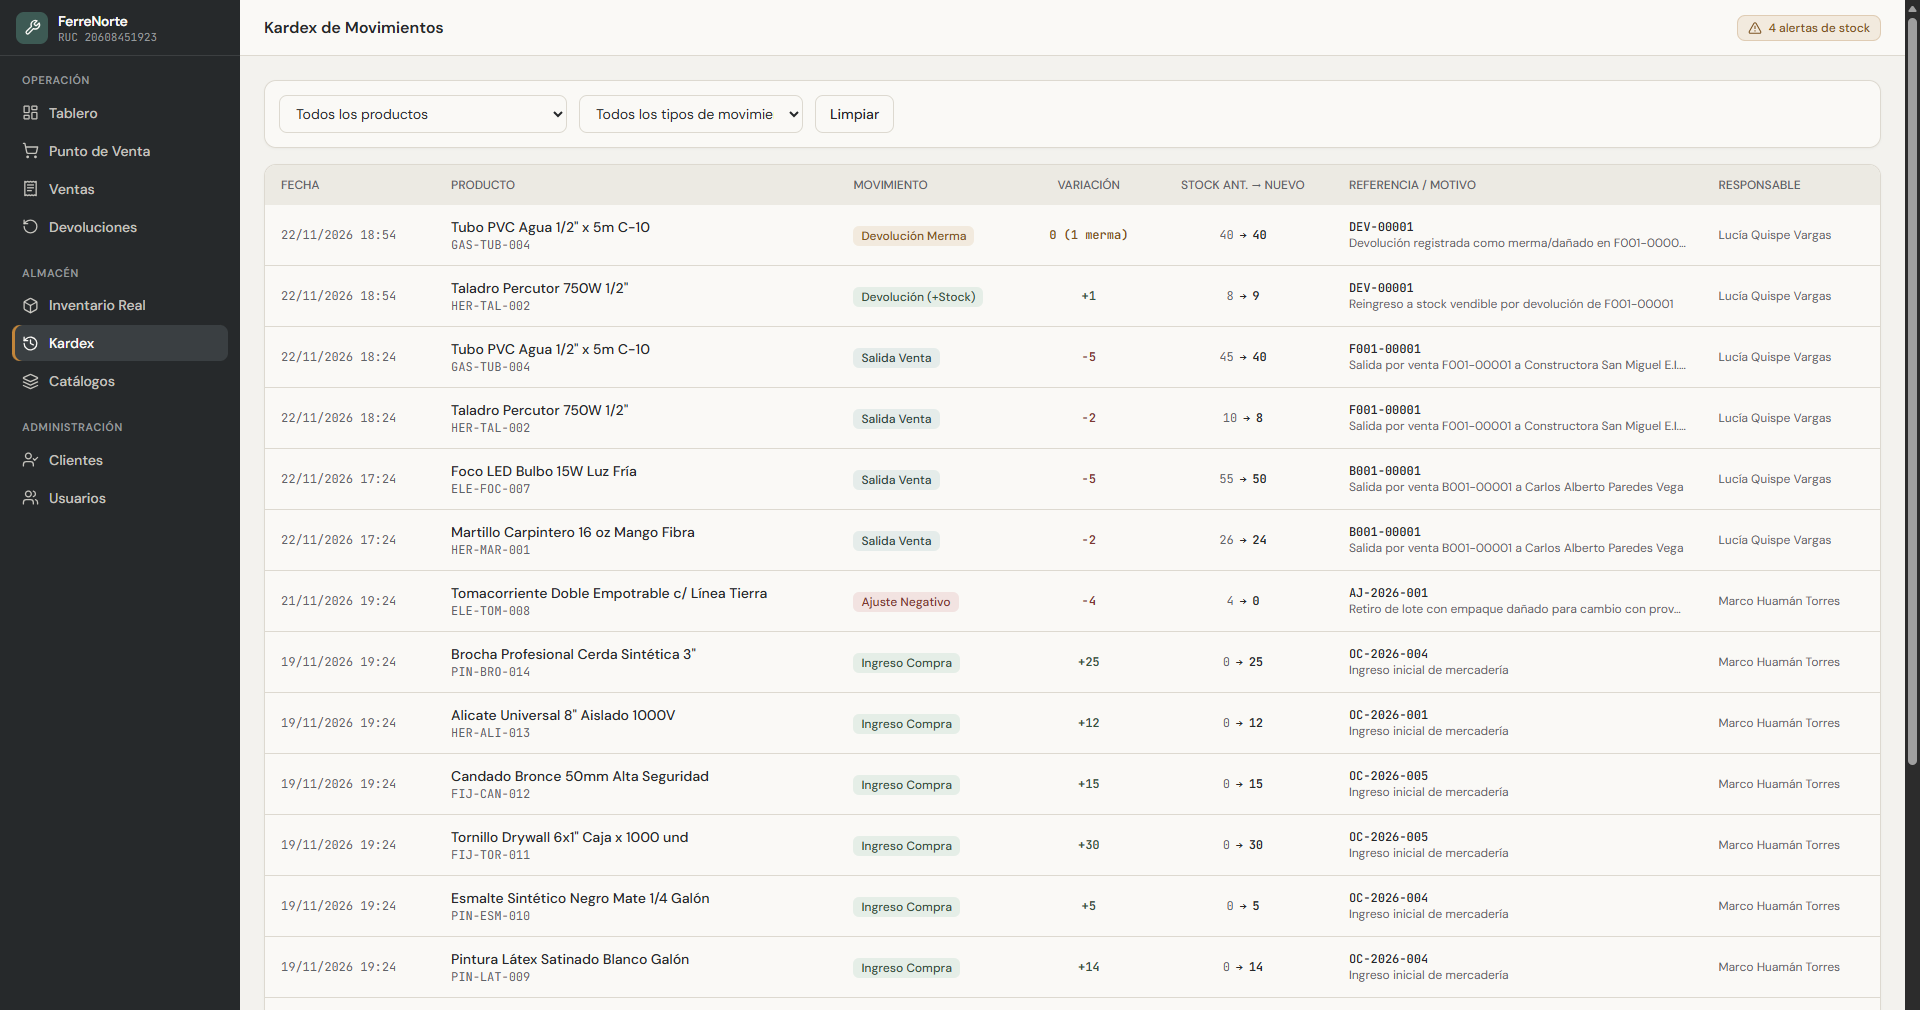 FerreNorte
RUC 20608451923
OPERACIÓN
Tablero
Punto de Venta
Ventas
Devoluciones
ALMACÉN
Inventario Real
Kardex
Catálogos
ADMINISTRACIÓN
Clientes
Usuarios
Kardex de Movimientos
4 alertas de stock
Todos los productos
Todos los tipos de movimie
Limpiar
FECHA PRODUCTO MOVIMIENTO VARIACIÓN STOCK ANT. → NUEVO REFERENCIA / MOTIVO RESPONSABLE
22/11/2026 18:54 Tubo PVC Agua 1/2" x 5m C-10 Devolución Merma 0 (1 merma) 40 → 40 DEV-00001 Lucía Quispe Vargas
GAS-TUB-004 Devolución registrada como merma/dañado en F001-0000...
22/11/2026 18:54 Taladro Percutor 750W 1/2" Devolución (+Stock) +1 8 → 9 DEV-00001 Lucía Quispe Vargas
HER-TAL-002 Reingreso a stock vendible por devolución de F001-00001
22/11/2026 18:24 Tubo PVC Agua 1/2" x 5m C-10 Salida Venta -5 45 → 40 F001-00001 Lucía Quispe Vargas
GAS-TUB-004 Salida por venta F001-00001 a Constructora San Miguel E.I....
22/11/2026 18:24 Taladro Percutor 750W 1/2" Salida Venta -2 10 → 8 F001-00001 Lucía Quispe Vargas
HER-TAL-002 Salida por venta F001-00001 a Constructora San Miguel E.I....
22/11/2026 17:24 Foco LED Bulbo 15W Luz Fría Salida Venta -5 55 → 50 B001-00001 Lucía Quispe Vargas
ELE-FOC-007 Salida por venta B001-00001 a Carlos Alberto Paredes Vega
22/11/2026 17:24 Martillo Carpintero 16 oz Mango Fibra Salida Venta -2 26 → 24 B001-00001 Lucía Quispe Vargas
HER-MAR-001 Salida por venta B001-00001 a Carlos Alberto Paredes Vega
21/11/2026 19:24 Tomacorriente Doble Empotrable c/ Línea Tierra Ajuste Negativo -4 4 → 0 AJ-2026-001 Marco Huamán Torres
ELE-TOM-008 Retiro de lote con empaque dañado para cambio con prov...
19/11/2026 19:24 Brocha Profesional Cerda Sintética 3" Ingreso Compra +25 0 → 25 OC-2026-004 Marco Huamán Torres
PIN-BRO-014 Ingreso inicial de mercadería
19/11/2026 19:24 Alicate Universal 8" Aislado 1000V Ingreso Compra +12 0 → 12 OC-2026-001 Marco Huamán Torres
HER-ALI-013 Ingreso inicial de mercadería
19/11/2026 19:24 Candado Bronce 50mm Alta Seguridad Ingreso Compra +15 0 → 15 OC-2026-005 Marco Huamán Torres
FIJ-CAN-012 Ingreso inicial de mercadería
19/11/2026 19:24 Tornillo Drywall 6x1" Caja x 1000 und Ingreso Compra +30 0 → 30 OC-2026-005 Marco Huamán Torres
FIJ-TOR-011 Ingreso inicial de mercadería
19/11/2026 19:24 Esmalte Sintético Negro Mate 1/4 Galón Ingreso Compra +5 0 → 5 OC-2026-004 Marco Huamán Torres
PIN-ESM-010 Ingreso inicial de mercadería
19/11/2026 19:24 Pintura Látex Satinado Blanco Galón Ingreso Compra +14 0 → 14 OC-2026-004 Marco Huamán Torres
PIN-LAT-009 Ingreso inicial de mercadería